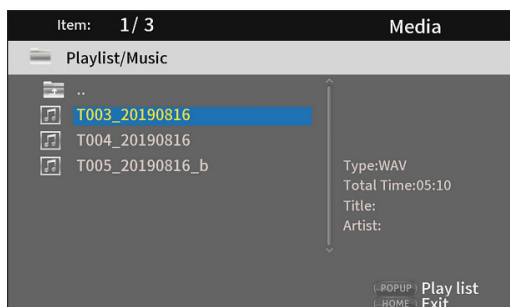 Item: 1/ 3 Media
Playlist/Music
..
T003_20190816
T004_20190816
T005_20190816_b
Type:WAV
Total Time:05:10
Title:
Artist:
POPUP Play list
HOME Exit